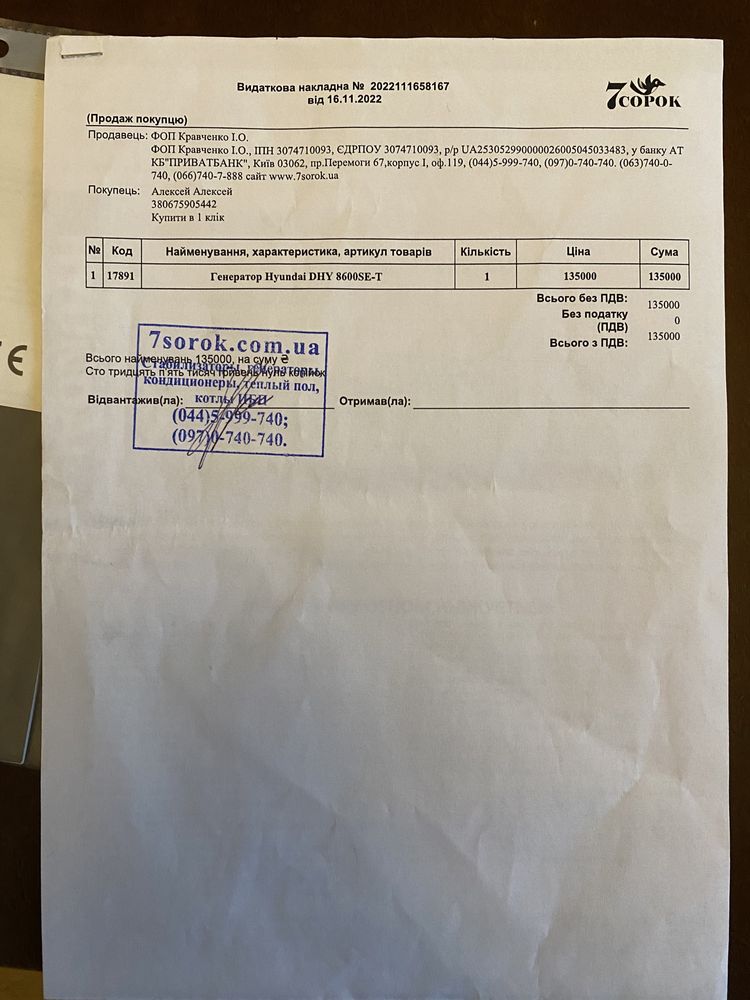 Видаткова накладна № 2022111658167
від 16.11.2022
7СОРОК
(Продаж покупцю)
Продавець: ФОП Кравченко І.О.
ФОП Кравченко І.О., ІПН 3074710093, ЄДРПОУ 3074710093, р/р UA253052990000026005045033483, у банку АТ
КБ"ПРИВАТБАНК", Київ 03062, пр.Перемоги 67,корпус І, оф.119, (044)5-999-740, (097)0-740-740. (063)740-0-
740, (066)740-7-888 сайт www.7sorok.ua
Покупець: Алексей Алексей
380675905442
Купити в 1 клік
№ Код Найменування, характеристика, артикул товарів Кількість Ціна Сума
1 17891 Генератор Hyundai DHY 8600SE-T 1 135000 135000
Всього без ПДВ: 135000
Без податку (ПДВ) 0
Всього з ПДВ: 135000
7sorok.com.ua
Всього найменувань 135000, на суму ₴
Стабилизаторы, генераторы,
Сто тридцять п'ять тисяч гривень нуль копійок
кондиционеры, теплый пол,
котлы ИБП
Відвантажив(ла): Отримав(ла):
(044)5-999-740;
(097)0-740-740.
CE